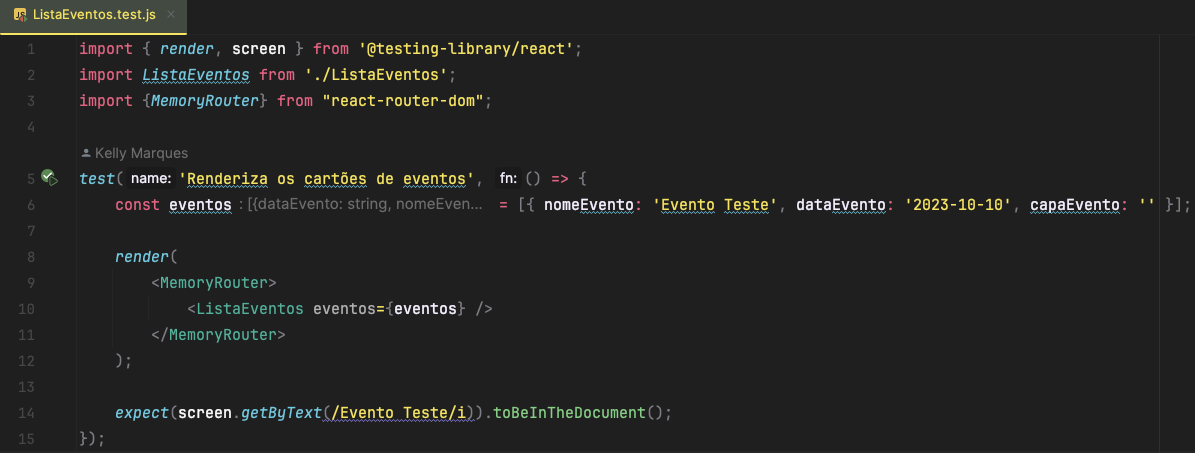 ListaEventos.test.js
1 import { render, screen } from '@testing-library/react';
2 import ListaEventos from './ListaEventos';
3 import {MemoryRouter} from "react-router-dom";
4
Kelly Marques
5 test( name: 'Renderiza os cartões de eventos', fn: () => {
6 const eventos : [{dataEvento: string, nomeEven... = [{ nomeEvento: 'Evento Teste', dataEvento: '2023-10-10', capaEvento: '' }];
7
8 render(
9 <MemoryRouter>
10 <ListaEventos eventos={eventos} />
11 </MemoryRouter>
12 );
13
14 expect(screen.getByText(/Evento Teste/i)).toBeInTheDocument();
15 });